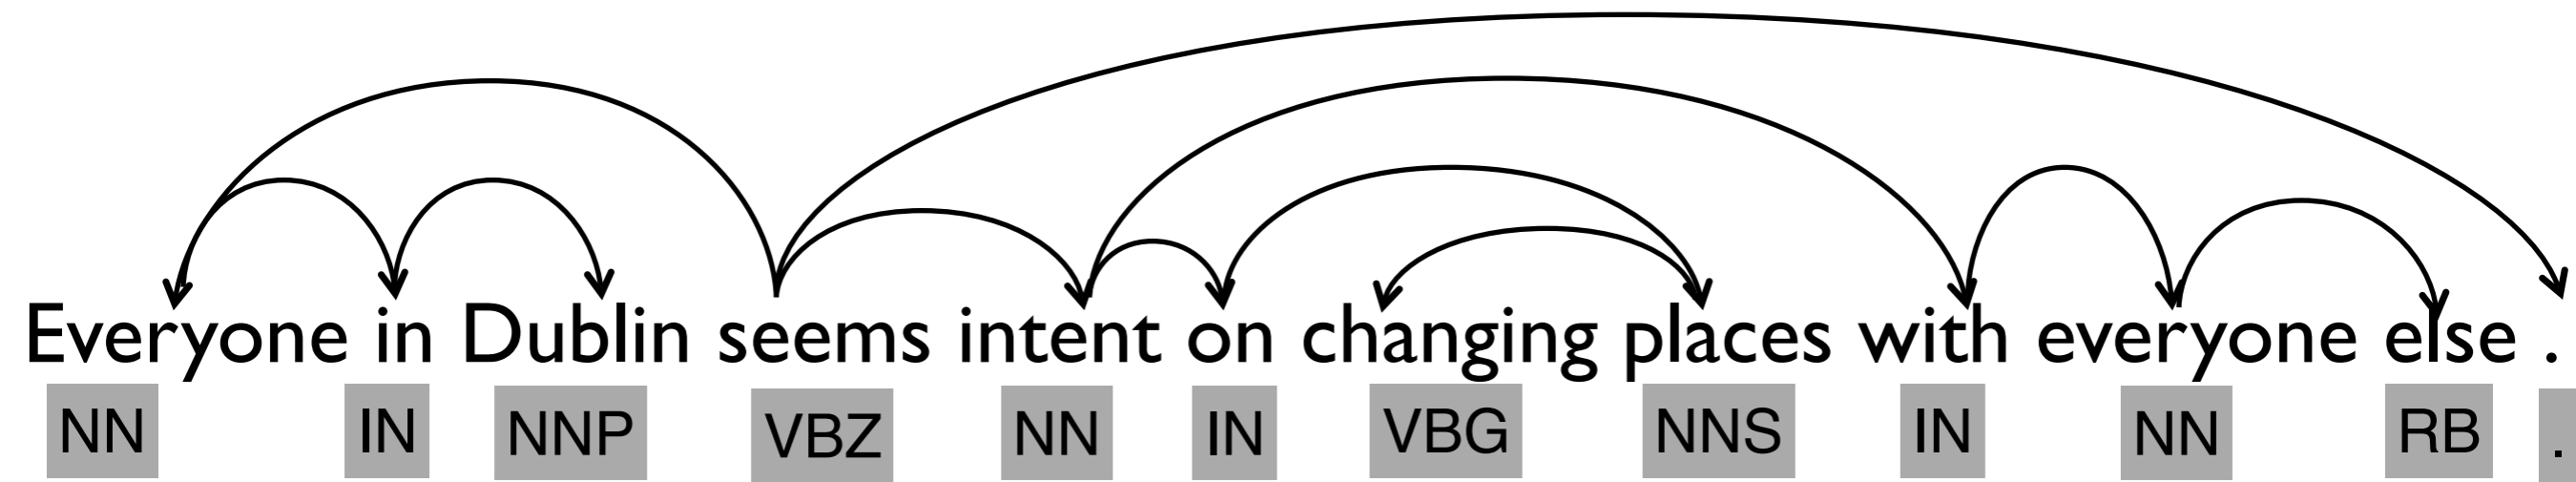 Everyone in Dublin seems intent on changing places with everyone else .
NN IN NNP VBZ NN IN VBG NNS IN NN RB .